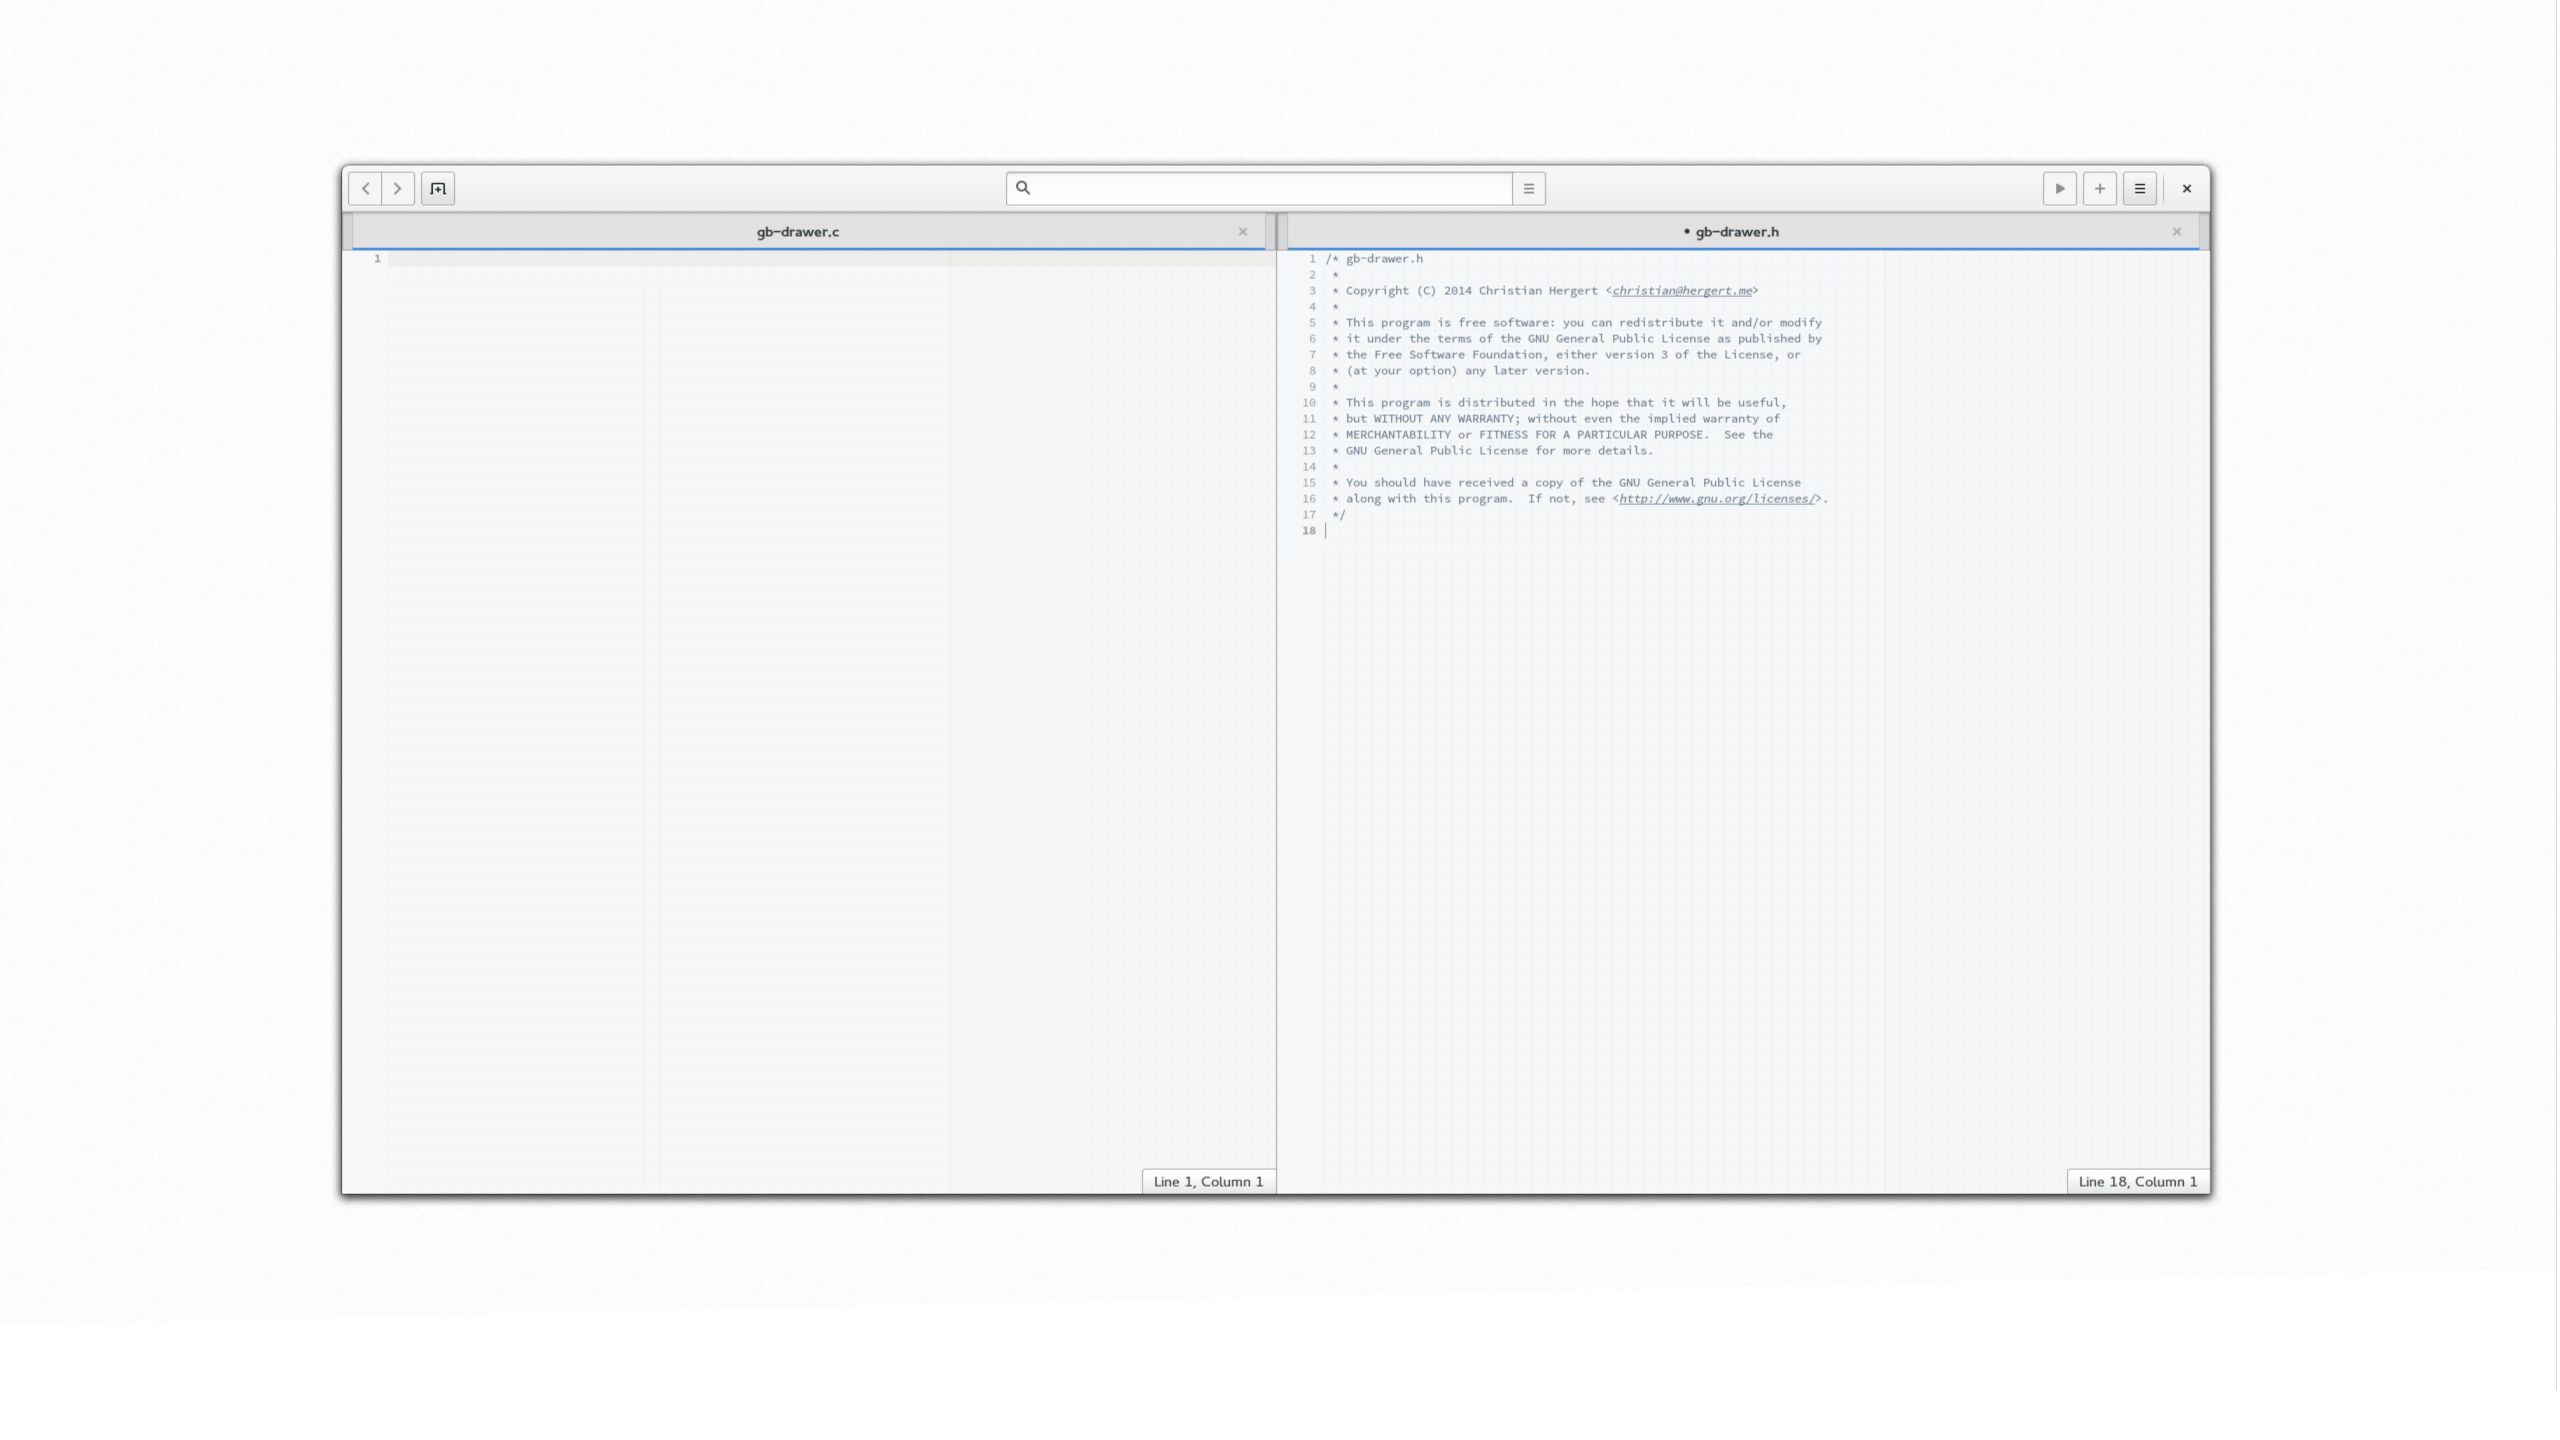 gb-drawer.c
• gb-drawer.h
1
1 /* gb-drawer.h
2  *
3  * Copyright (C) 2014 Christian Hergert <christian@hergert.me>
4  *
5  * This program is free software: you can redistribute it and/or modify
6  * it under the terms of the GNU General Public License as published by
7  * the Free Software Foundation, either version 3 of the License, or
8  * (at your option) any later version.
9  *
10  * This program is distributed in the hope that it will be useful,
11  * but WITHOUT ANY WARRANTY; without even the implied warranty of
12  * MERCHANTABILITY or FITNESS FOR A PARTICULAR PURPOSE.  See the
13  * GNU General Public License for more details.
14  *
15  * You should have received a copy of the GNU General Public License
16  * along with this program.  If not, see <http://www.gnu.org/licenses/>.
17  */
18
Line 1, Column 1
Line 18, Column 1